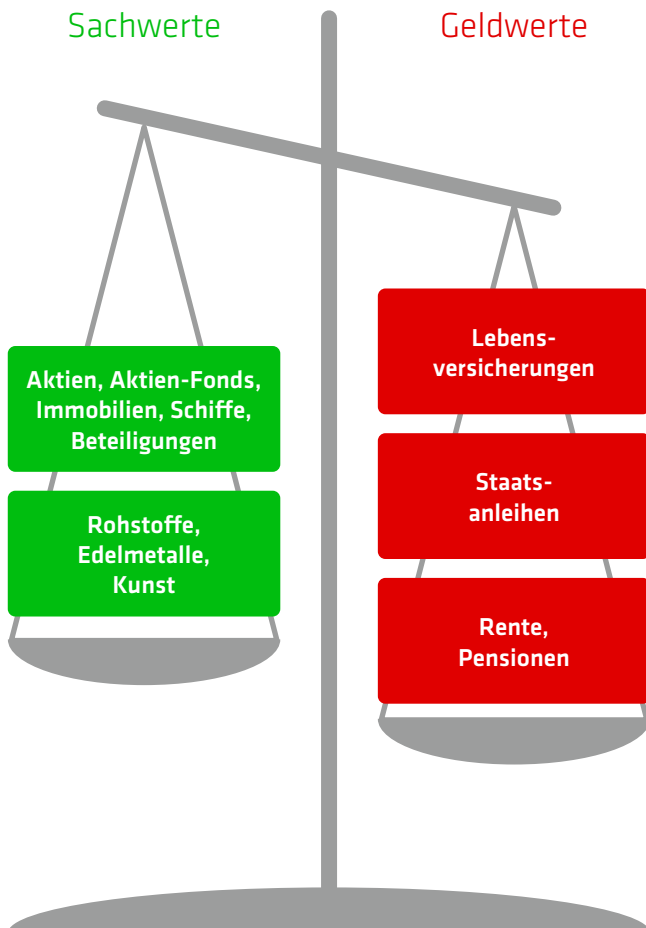 Sachwerte
Geldwerte
Aktien, Aktien-Fonds,
Immobilien, Schiffe,
Beteiligungen
Rohstoffe,
Edelmetalle,
Kunst
Lebens-
versicherungen
Staats-
anleihen
Rente,
Pensionen